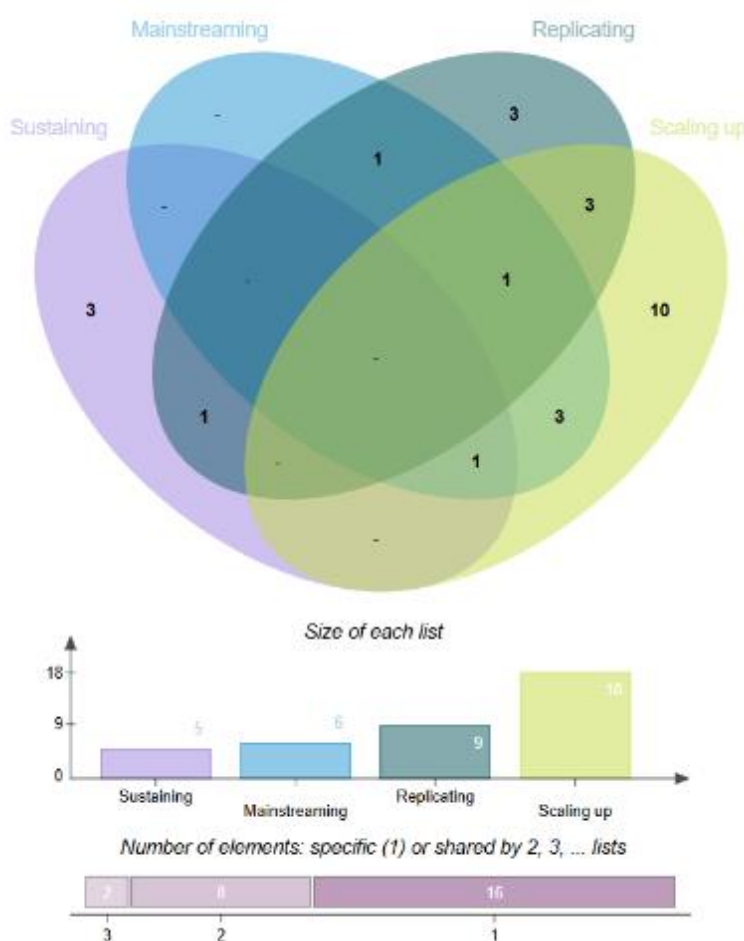 Mainstreaming
Replicating
Sustaining
Scaling up
-
3
1
-
3
-
1
3
10
-
1
3
-
1
-
Size of each list
18
9
0
5
6
9
18
Sustaining
Mainstreaming
Replicating
Scaling up
Number of elements: specific (1) or shared by 2, 3, ... lists
2
8
16
3
2
1